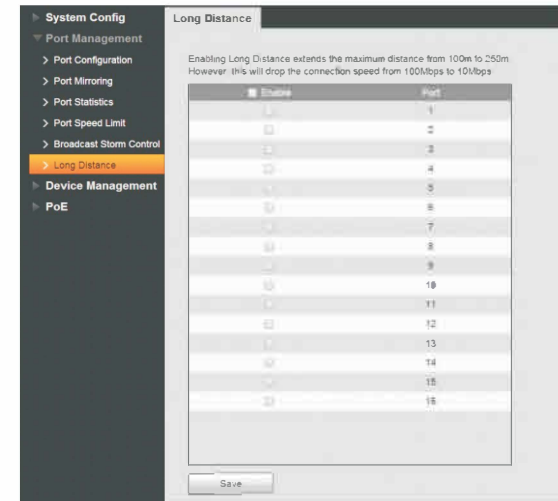 System Config
Port Management
Port Configuration
Port Mirroring
Port Statistics
Port Speed Limit
Broadcast Storm Control
Long Distance
Device Management
PoE
Long Distance
Enabling Long Distance extends the maximum distance from 100m to 250m
However this will drop the connection speed from 100Mbps to 10Mbps
Enable Port
1
2
3
4
5
6
7
8
9
10
11
12
13
14
15
16
Save